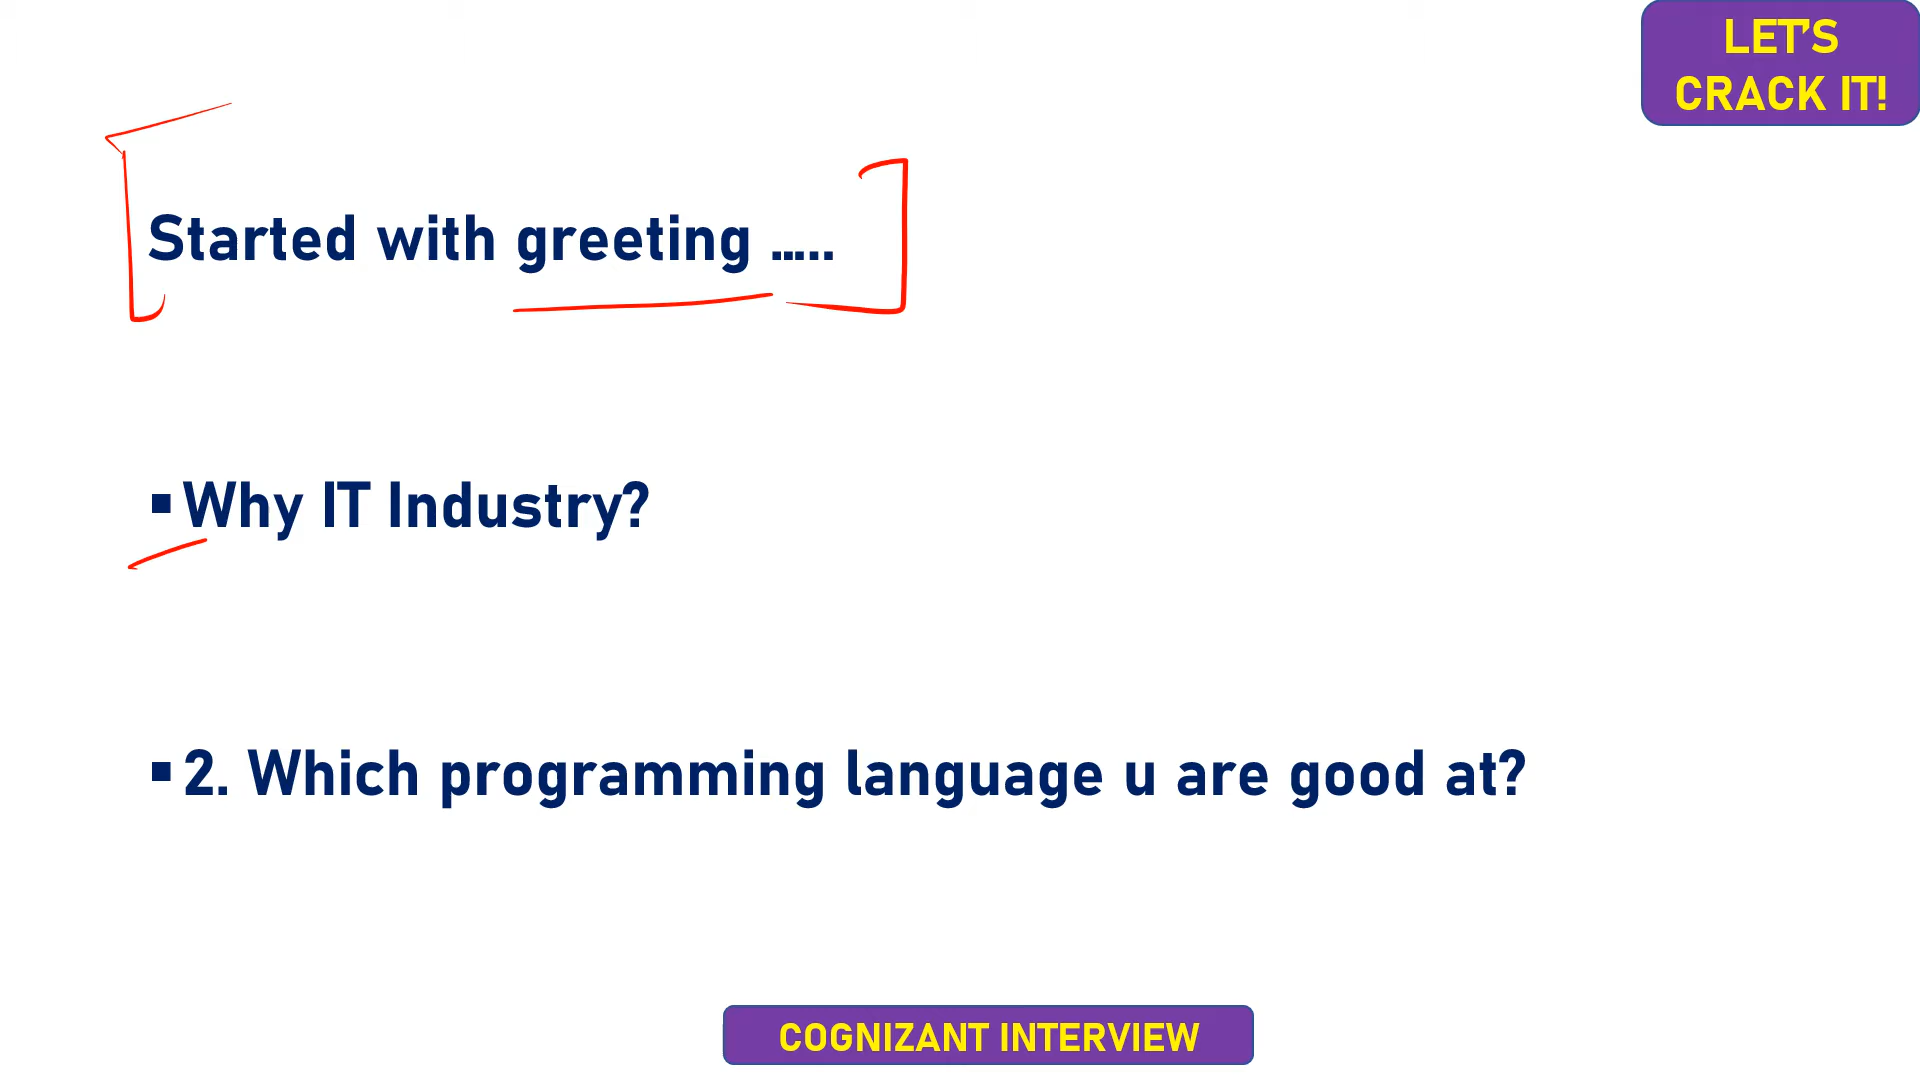 LET'S
CRACK IT!
Started with greeting .....
▪ Why IT Industry?
▪ 2. Which programming language u are good at?
COGNIZANT INTERVIEW